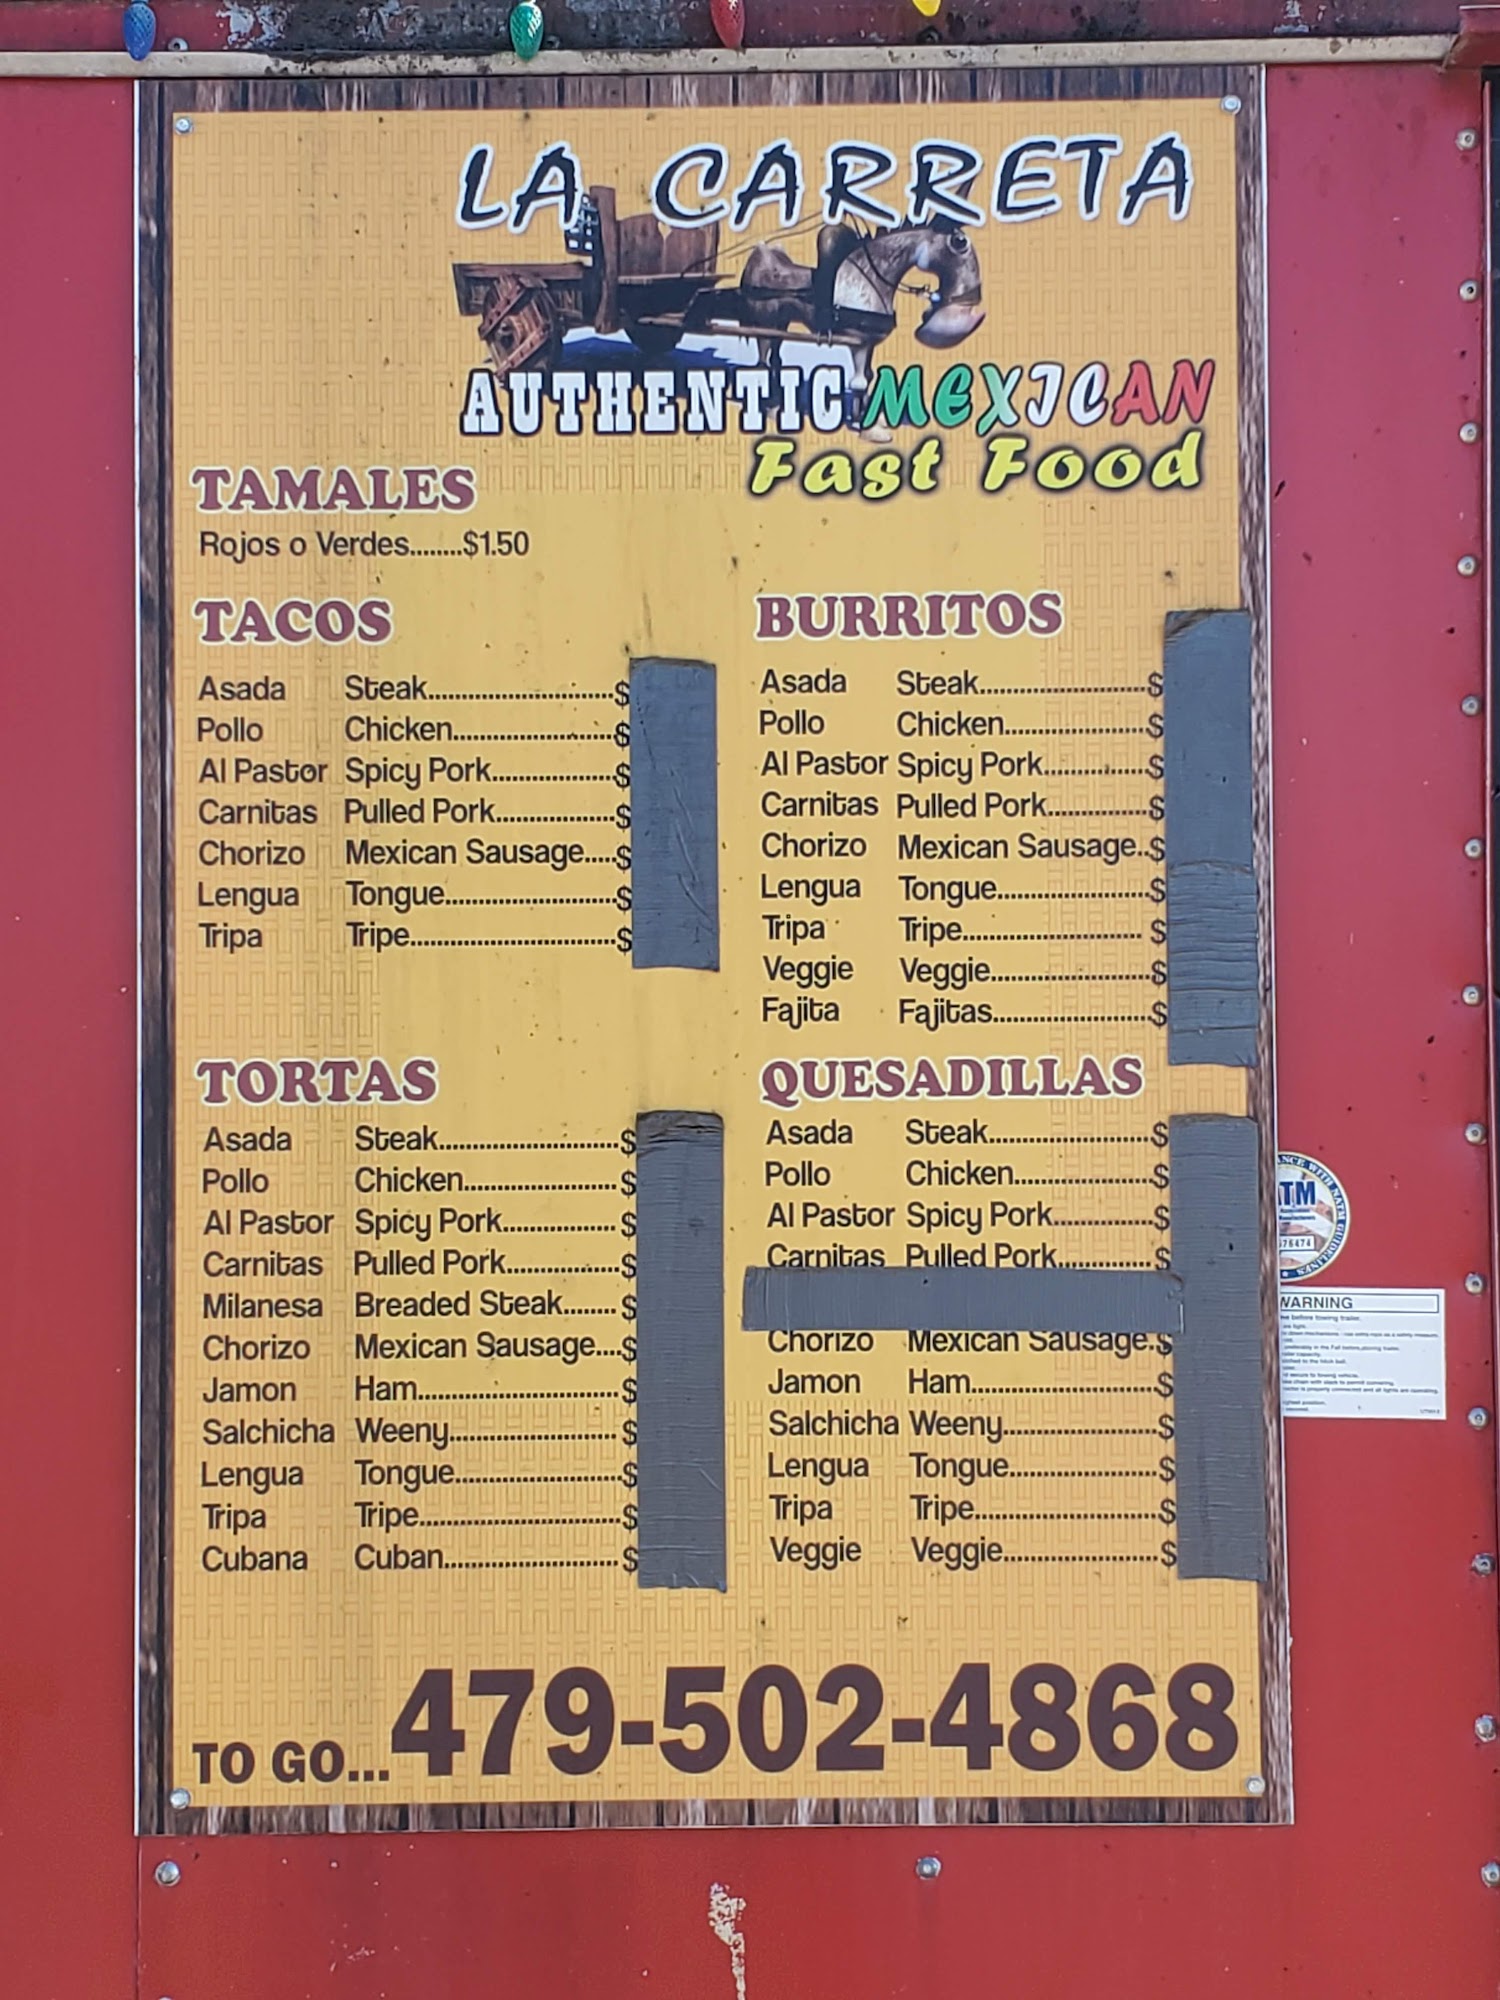 LA CARRETA
AUTHENTIC MEXICAN
Fast Food
TAMALES
Rojos o Verdes........$1.50
TACOS
Asada Steak............................$
Pollo Chicken........................$
Al Pastor Spicy Pork..................$
Carnitas Pulled Pork..................$
Chorizo Mexican Sausage.....$
Lengua Tongue..........................$
Tripa Tripe...............................$
BURRITOS
Asada Steak.........................$
Pollo Chicken.....................$
Al Pastor Spicy Pork...............$
Carnitas Pulled Pork...............$
Chorizo Mexican Sausage..$
Lengua Tongue.......................$
Tripa Tripe........................... $
Veggie Veggie........................$
Fajita Fajitas.......................$
TORTAS
Asada Steak...........................$
Pollo Chicken.......................$
Al Pastor Spicy Pork................. $
Carnitas Pulled Pork.................$
Milanesa Breaded Steak........ $
Chorizo Mexican Sausage....$
Jamon Ham.............................. $
Salchicha Weeny......................... $
Lengua Tongue.........................$
Tripa Tripe..............................$
Cubana Cuban.......................... $
QUESADILLAS
Asada Steak........................$
Pollo Chicken.....................$
Al Pastor Spicy Pork...............$
Carnitas Pulled Pork..............$
Chorizo Mexican Sausage.$
Jamon Ham...........................$
Salchicha Weeny.......................$
Lengua Tongue......................$
Tripa Tripe...........................$
Veggie Veggie.......................$
TO GO... 479-502-4868
WARNING